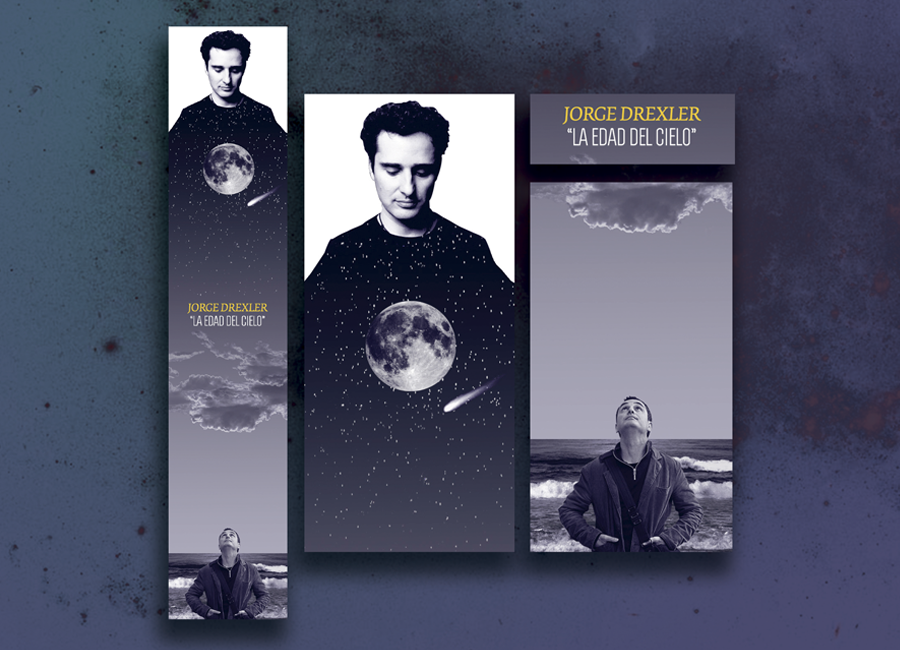 JORGE DREXLER
"LA EDAD DEL CIELO"
JORGE DREXLER
“LA EDAD DEL CIELO”